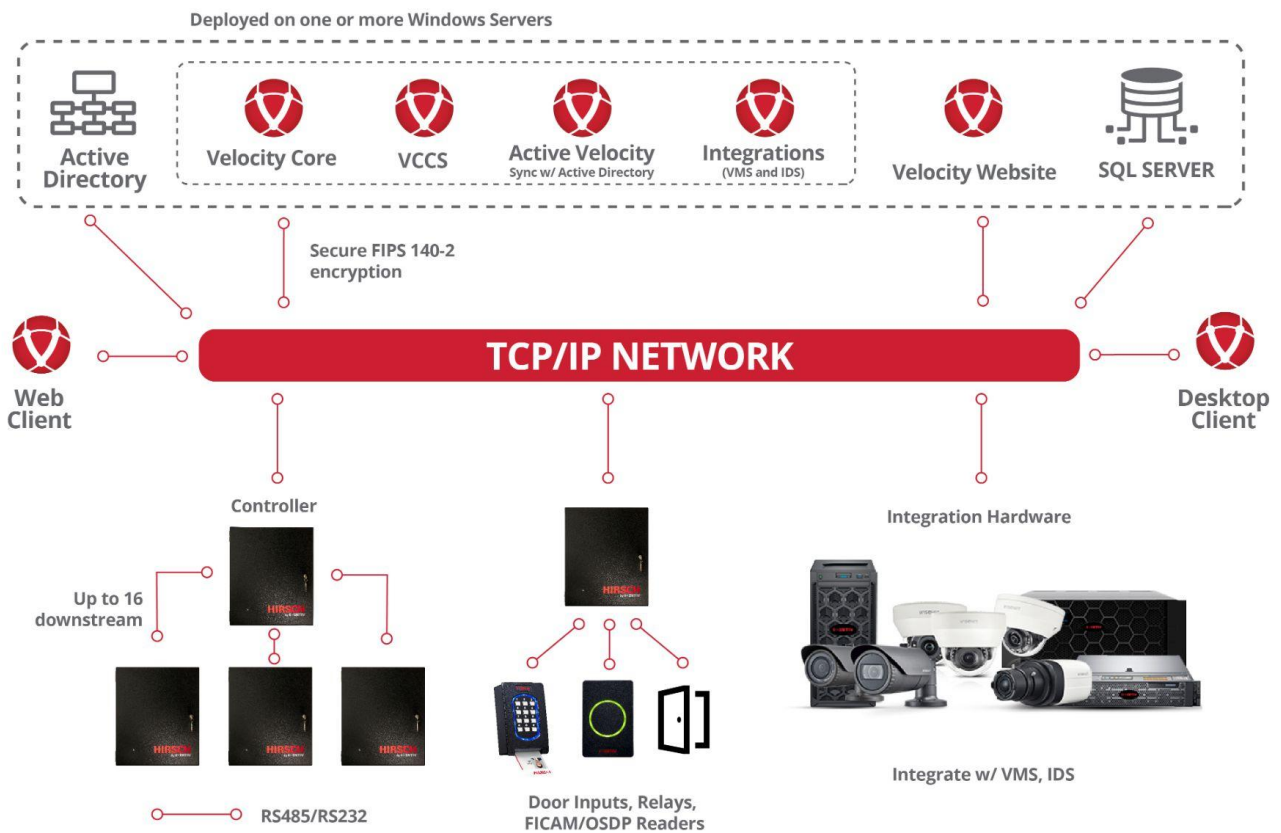 Deployed on one or more Windows Servers
Active
Directory
Velocity Core
VCCS
Active Velocity
Sync w/ Active Directory
Integrations
(VMS and IDS)
Velocity Website
SQL SERVER
Secure FIPS 140-2
encryption
TCP/IP NETWORK
Web
Client
Desktop
Client
Controller
HIRSCH
Up to 16
downstream
HIRSCH
HIRSCH
HIRSCH
RS485/RS232
HIRSCH
Door Inputs, Relays,
FICAM/OSDP Readers
Integration Hardware
Integrate w/ VMS, IDS